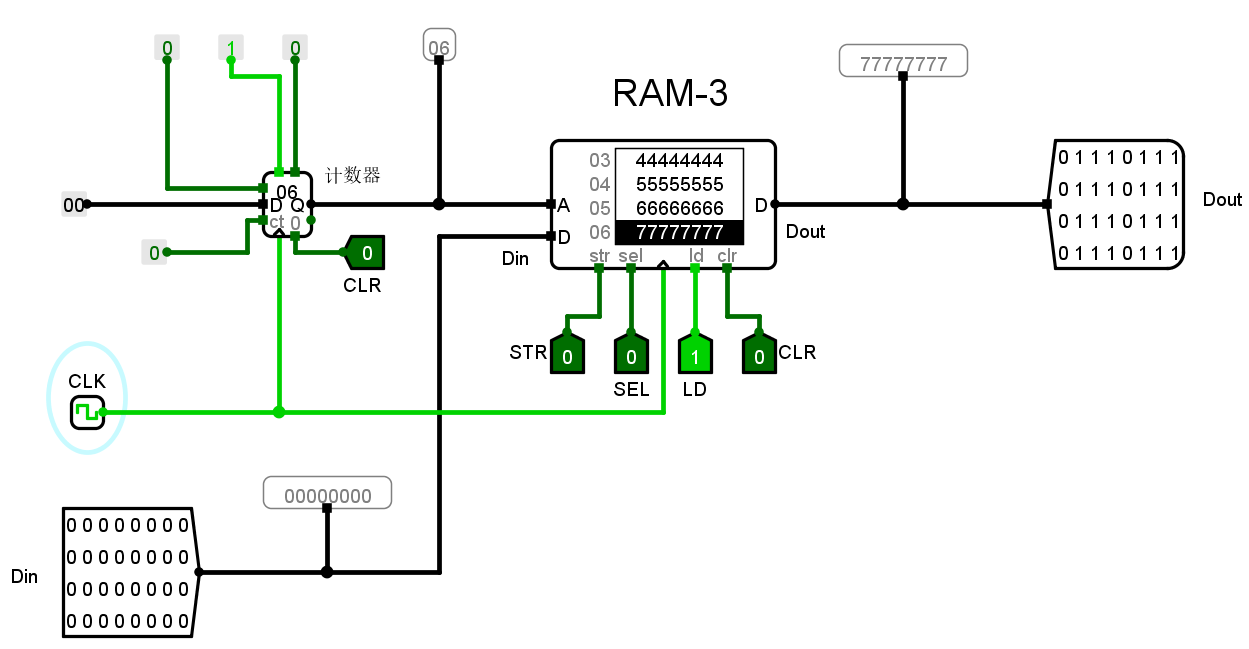 0 1 0
06
77777777
RAM-3
计数器
06
00 D Q
ct 0
0
0
CLR
03 44444444
04 55555555
05 66666666
06 77777777
A
D
D
str sel ld clr
Din
Dout
0 1 1 1 0 1 1 1
0 1 1 1 0 1 1 1
0 1 1 1 0 1 1 1
0 1 1 1 0 1 1 1
Dout
STR 0 0 1 0 CLR
SEL LD
CLK
00000000
Din
0 0 0 0 0 0 0 0
0 0 0 0 0 0 0 0
0 0 0 0 0 0 0 0
0 0 0 0 0 0 0 0